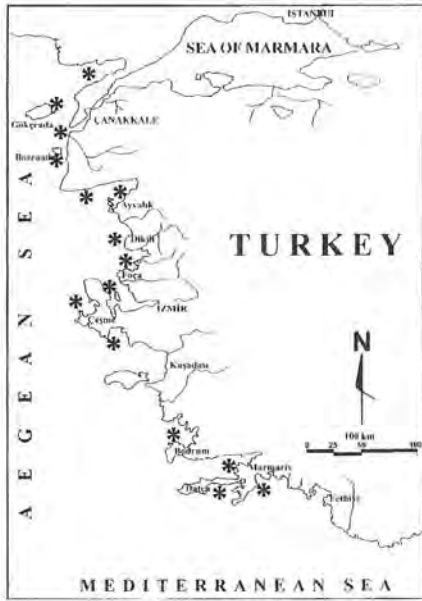 İSTANBUL
SEA OF MARMARA
ÇANAKKALE
Gökçeada
Bozcaada
Ayvalık
Dikili
TURKEY
Foça
İZMİR
Çeşme
N
Kuşadası
100 km
0 25 50 100
Bodrum
Marmaris
Datça
Fethiye
AEGEAN SEA
MEDITERRANEAN SEA